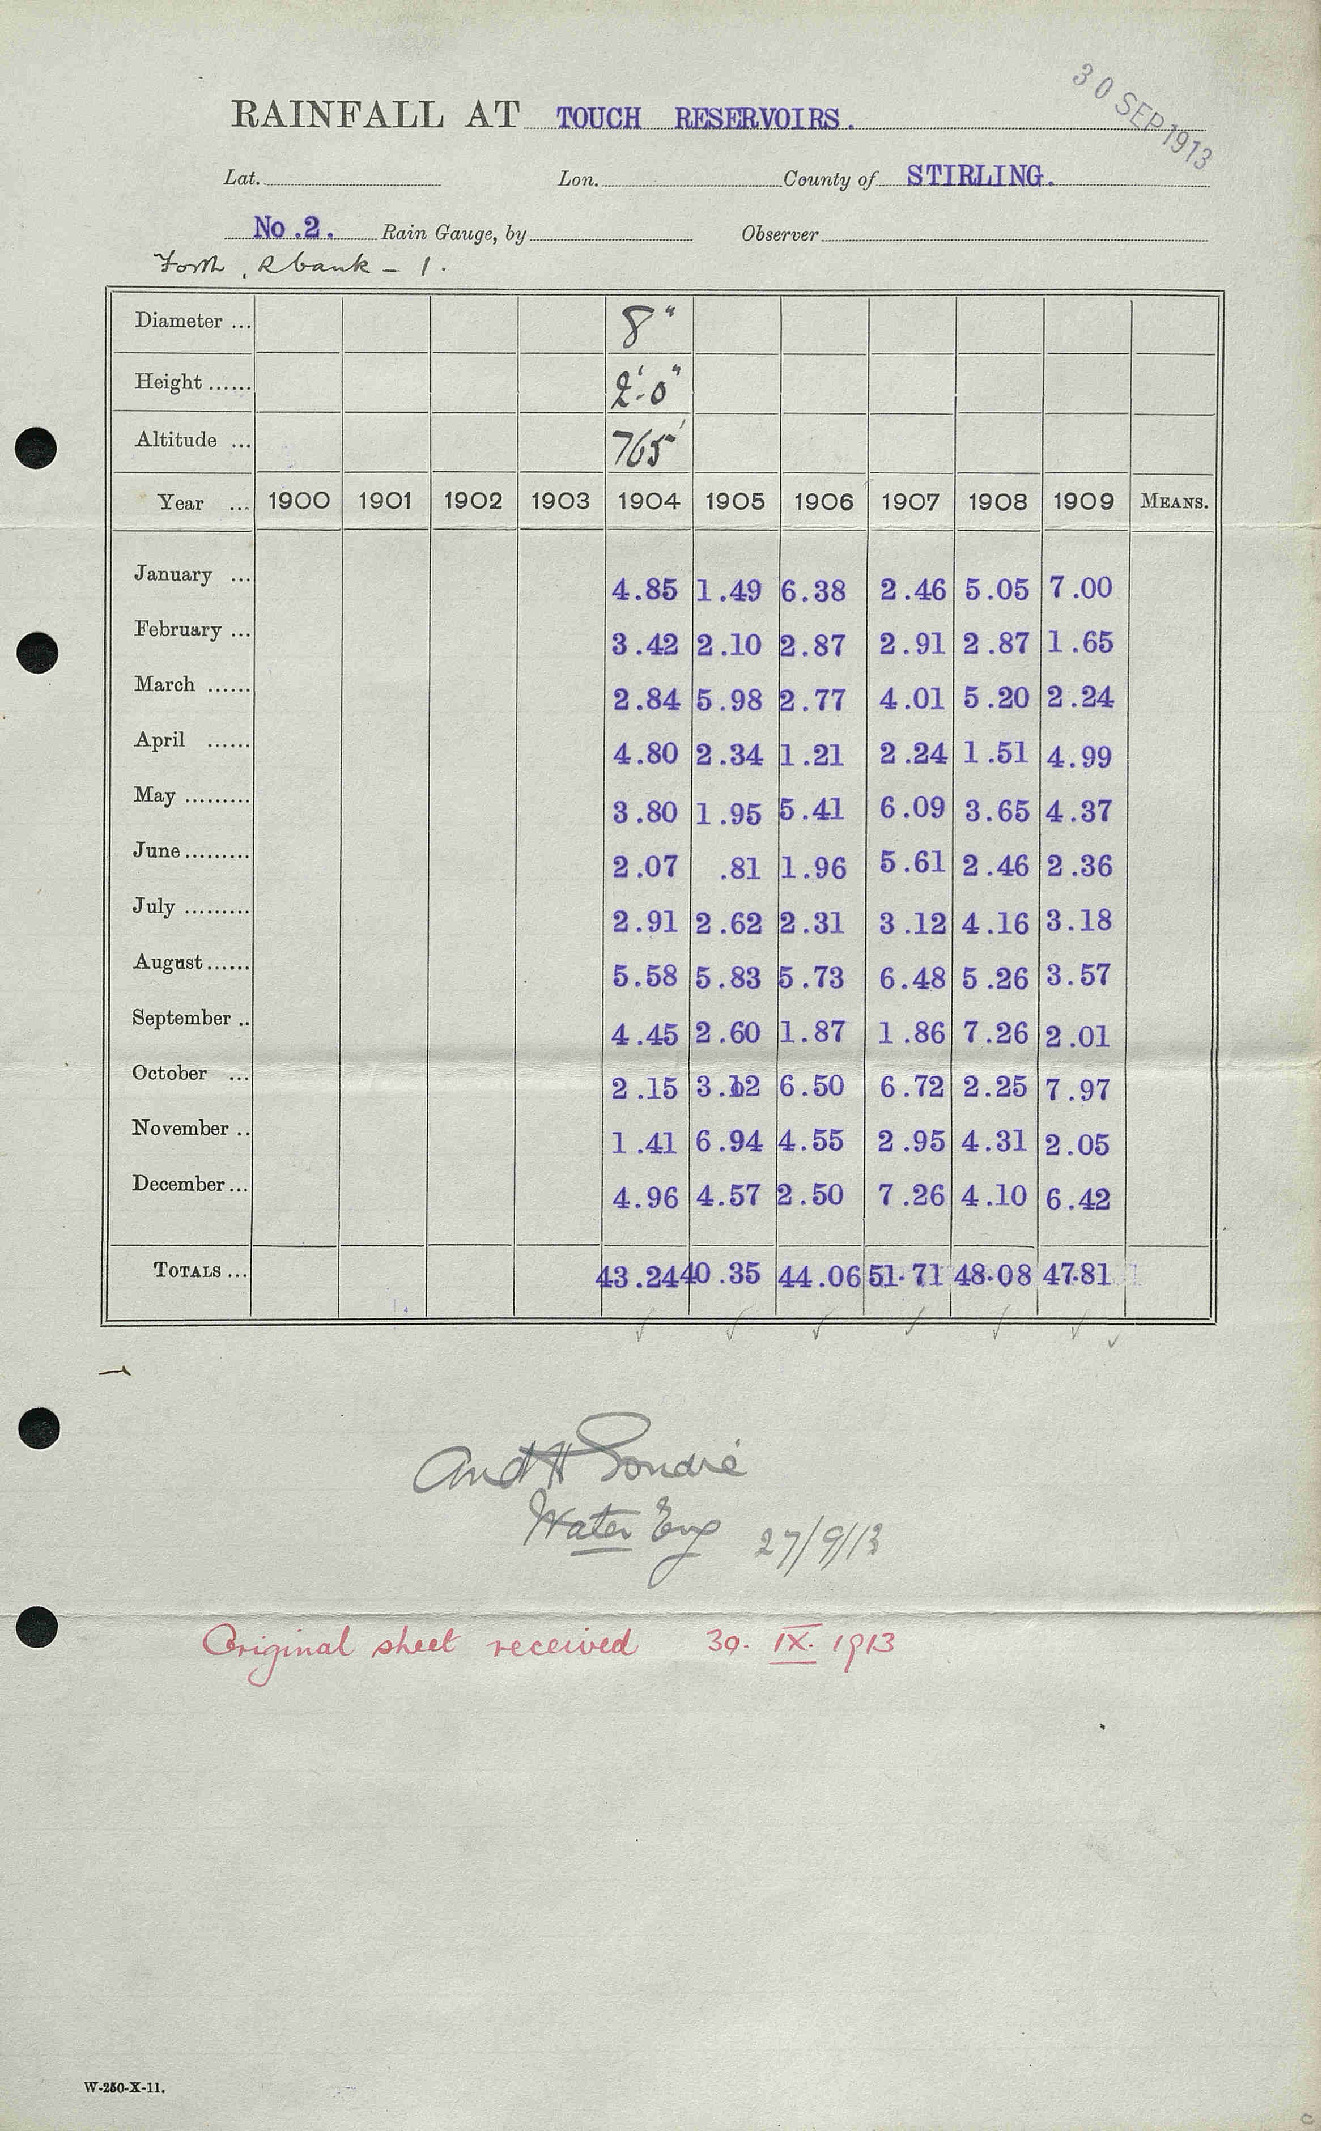 30 SEP 1913
RAINFALL AT TOUCH RESERVOIRS.
Lat. Lon. County of STIRLING.
No.2. Rain Gauge, by Observer
Forth, R bank - 1.
Diameter ... 8"
Height ...... 2'-0"
Altitude ... 765'
Year ... 1900 1901 1902 1903 1904 1905 1906 1907 1908 1909 MEANS.
January ... 4.85 1.49 6.38 2.46 5.05 7.00
February ... 3.42 2.10 2.87 2.91 2.87 1.65
March ...... 2.84 5.98 2.77 4.01 5.20 2.24
April ...... 4.80 2.34 1.21 2.24 1.51 4.99
May ......... 3.80 1.95 5.41 6.09 3.65 4.37
June ......... 2.07 .81 1.96 5.61 2.46 2.36
July ......... 2.91 2.62 2.31 3.12 4.16 3.18
August ...... 5.58 5.83 5.73 6.48 5.26 3.57
September .. 4.45 2.60 1.87 1.86 7.26 2.01
October ... 2.15 3.12 6.50 6.72 2.25 7.97
November .. 1.41 6.94 4.55 2.95 4.31 2.05
December ... 4.96 4.57 2.50 7.26 4.10 6.42
TOTALS ... 43.24 40.35 44.06 51.71 48.08 47.81
And H Goudie
Water Eng 27/9/13
Original sheet received 30. IX. 1913
W-250-X-11.